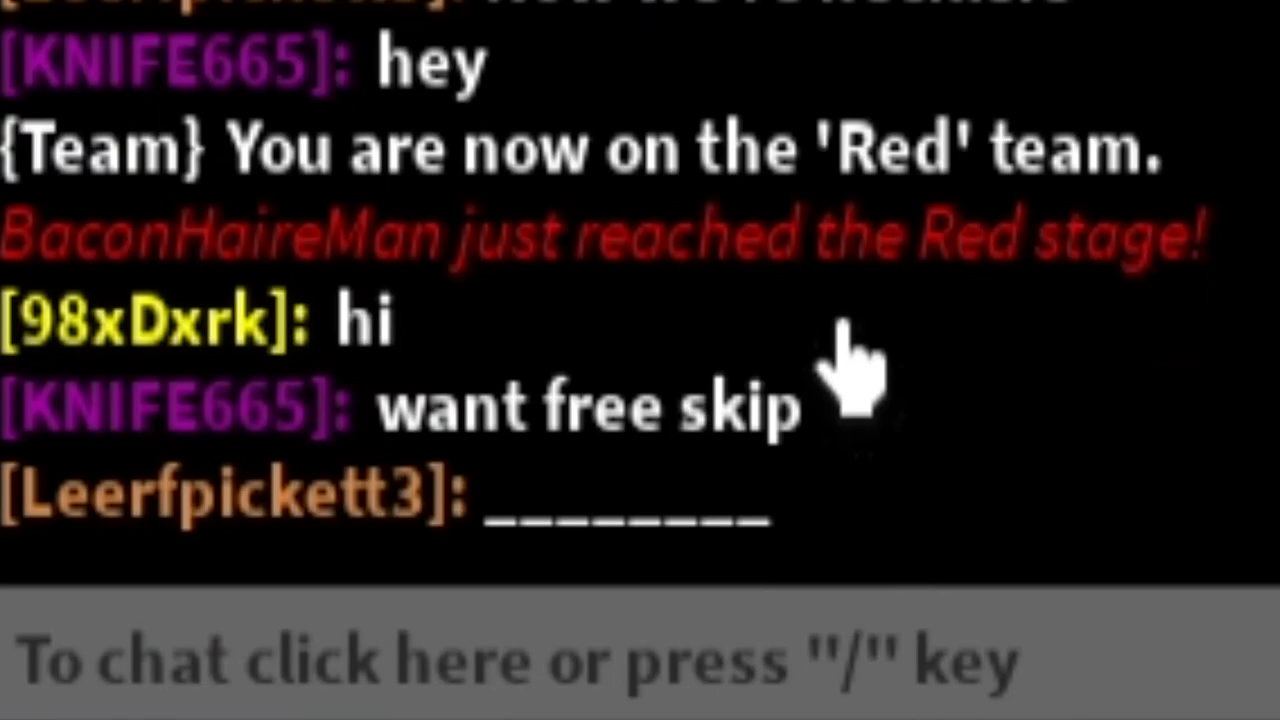 [KNIFE665]: hey
{Team} You are now on the 'Red' team.
BaconHaireMan just reached the Red stage!
[98xDxrk]: hi
[KNIFE665]: want free skip
[Leerfpickett3]: ________
To chat click here or press "/" key